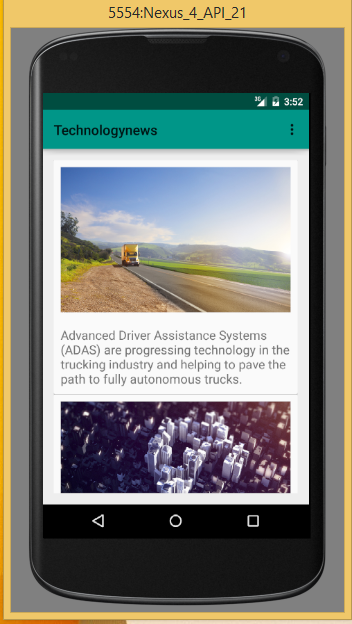 5554:Nexus_4_API_21
3G
3:52
Technologynews
Advanced Driver Assistance Systems
(ADAS) are progressing technology in the
trucking industry and helping to pave the
path to fully autonomous trucks.